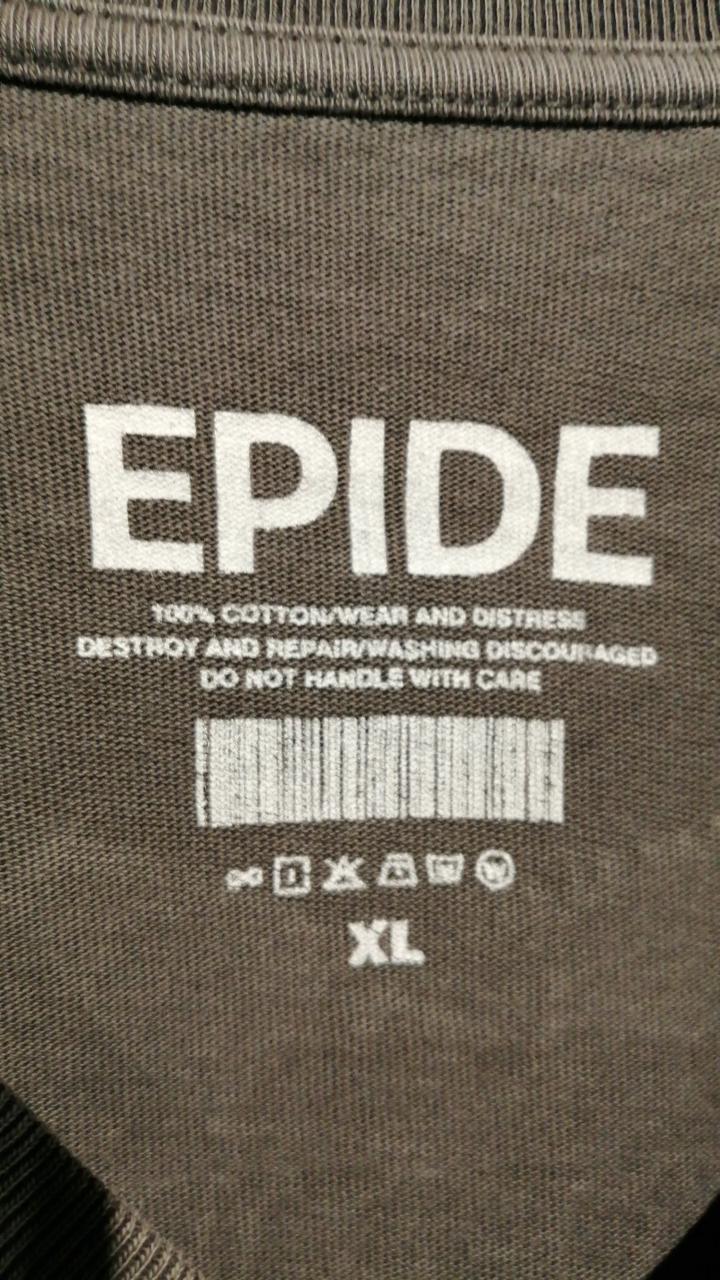 EPIDE
100% COTTON/WEAR AND DISTRESS
DESTROY AND REPAIR/WASHING DISCOURAGED
DO NOT HANDLE WITH CARE
XL